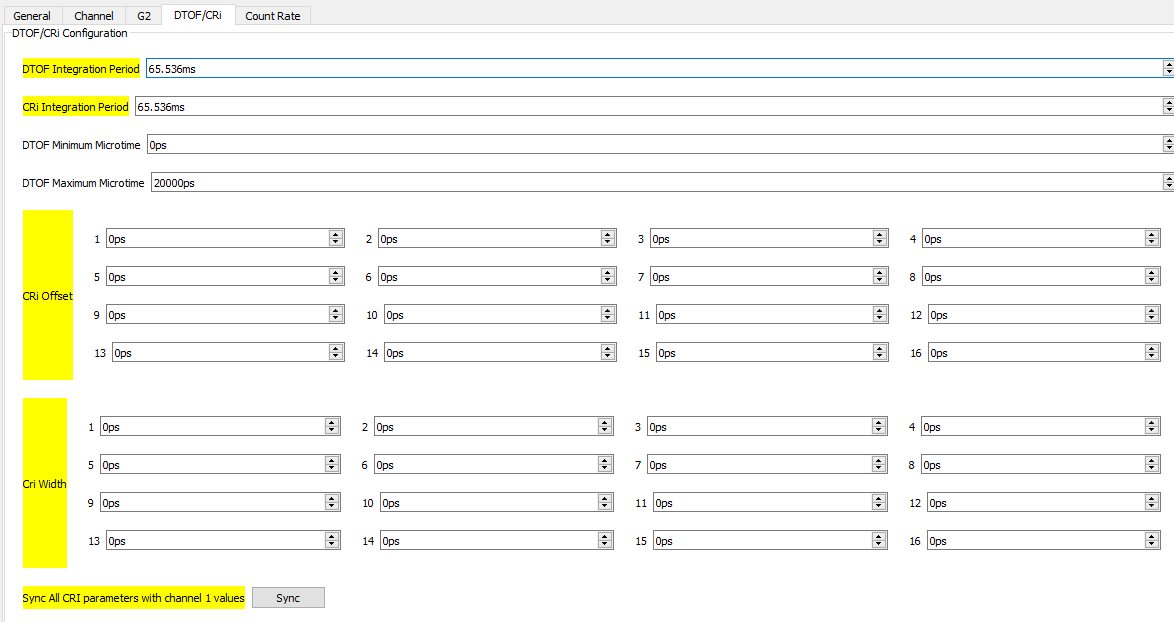 General Channel G2 DTOF/CRi Count Rate
DTOF/CRi Configuration
DTOF Integration Period 65.536ms
CRi Integration Period 65.536ms
DTOF Minimum Microtime 0ps
DTOF Maximum Microtime 20000ps
CRi Offset
1 0ps 2 0ps 3 0ps 4 0ps
5 0ps 6 0ps 7 0ps 8 0ps
9 0ps 10 0ps 11 0ps 12 0ps
13 0ps 14 0ps 15 0ps 16 0ps
Cri Width
1 0ps 2 0ps 3 0ps 4 0ps
5 0ps 6 0ps 7 0ps 8 0ps
9 0ps 10 0ps 11 0ps 12 0ps
13 0ps 14 0ps 15 0ps 16 0ps
Sync All CRI parameters with channel 1 values Sync